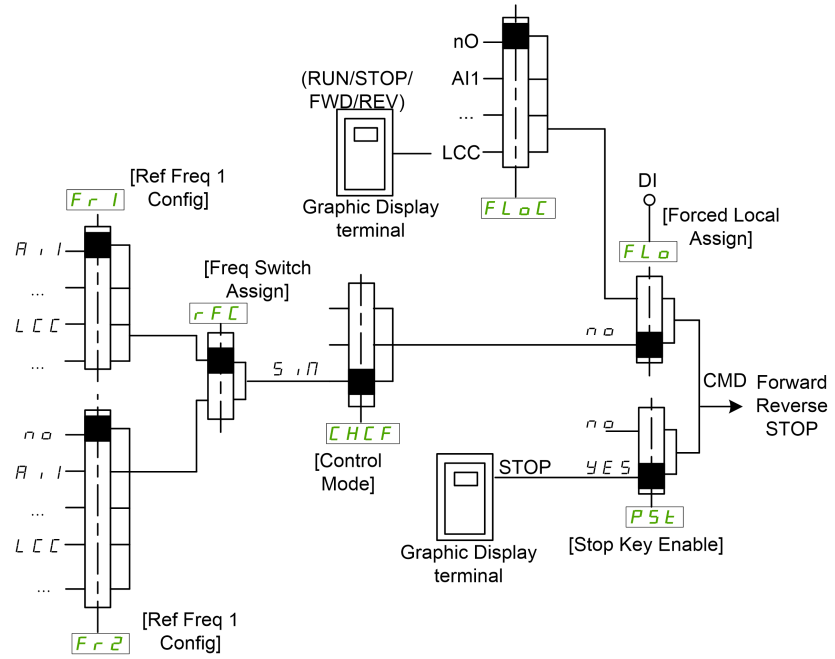 nO
AI1
...
LCC
(RUN/STOP/
FWD/REV)
Graphic Display
terminal
FLoC
DI
[Forced Local
Assign]
FLo
[Ref Freq 1
Config]
Fr1
Ai1
...
LCC
...
[Freq Switch
Assign]
rFC
SiM
CHCF
[Control
Mode]
no
CMD
Forward
Reverse
STOP
no
AI1
...
LCC
...
Fr2
[Ref Freq 1
Config]
Graphic Display
terminal
STOP
no
YES
PSt
[Stop Key Enable]